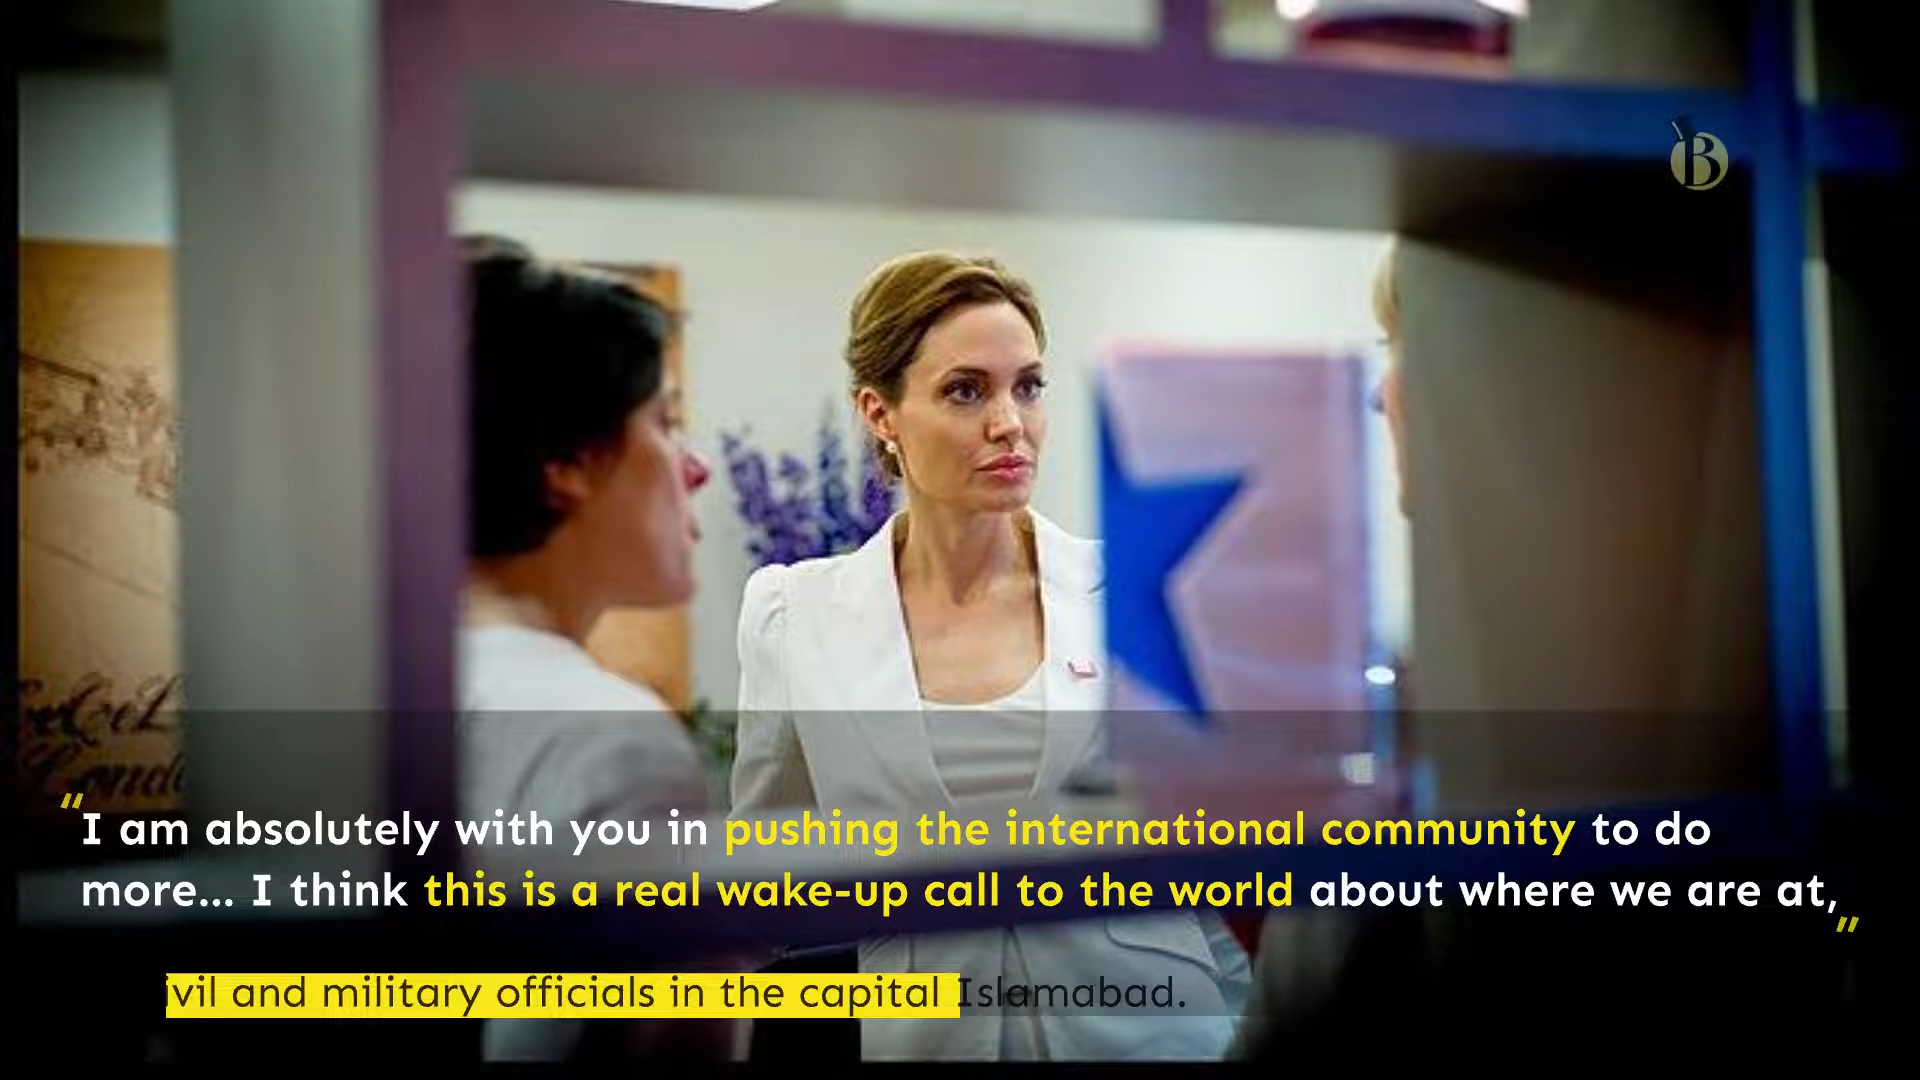 B
"I am absolutely with you in pushing the international community to do
more... I think this is a real wake-up call to the world about where we are at,"
ivil and military officials in the capital Islamabad.